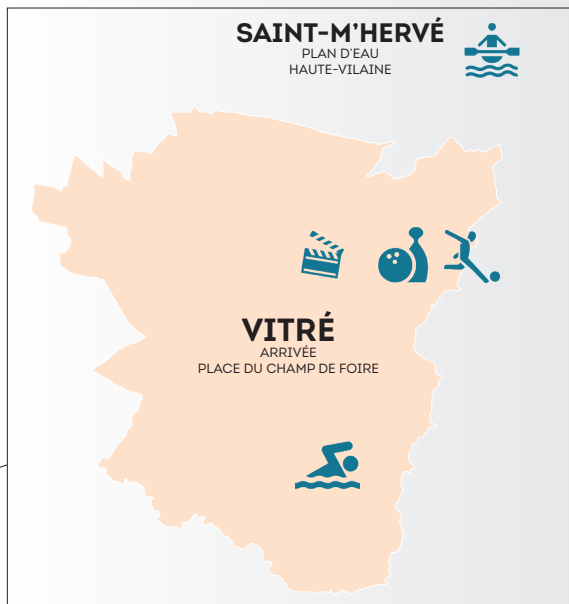 SAINT-M'HERVÉ
PLAN D'EAU
HAUTE-VILAINE
VITRÉ
ARRIVÉE
PLACE DU CHAMP DE FOIRE